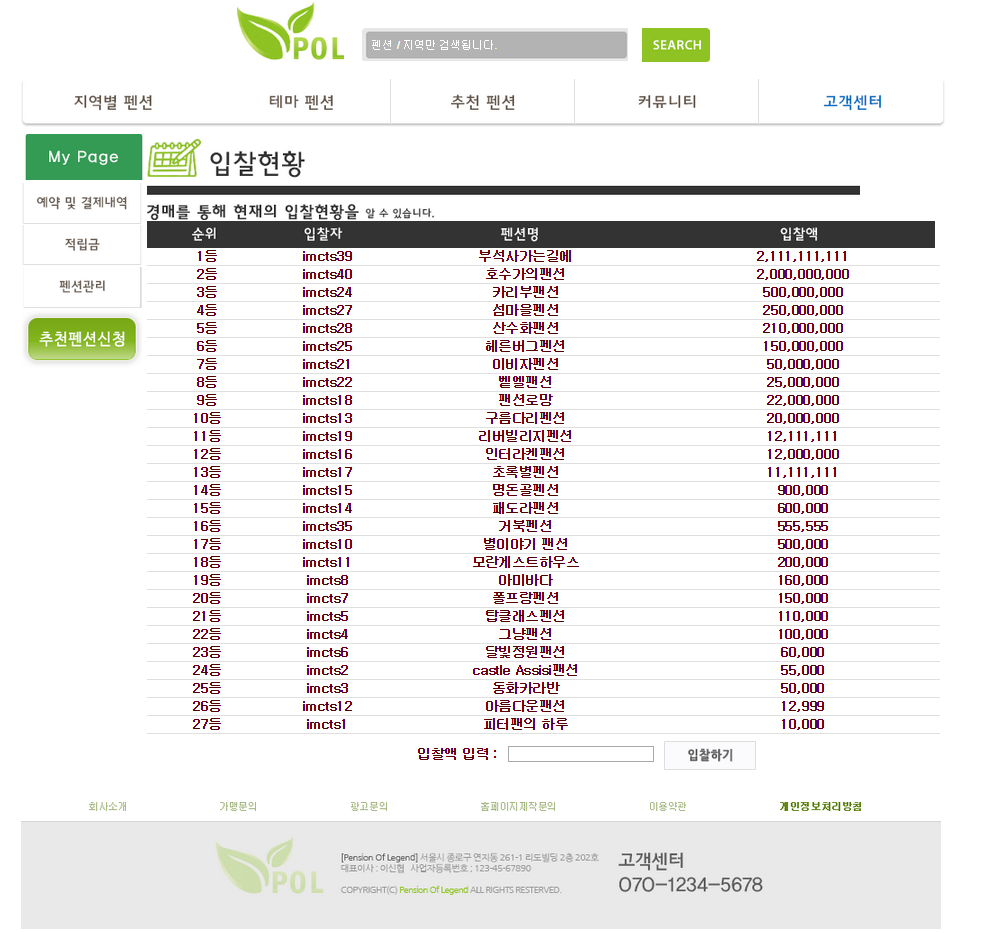 POL
펜션 / 지역만 검색됩니다.
SEARCH
지역별 펜션 테마 펜션 추천 펜션 커뮤니티 고객센터
My Page
예약 및 결제내역
적립금
펜션관리
추천펜션신청
입찰현황
경매를 통해 현재의 입찰현황을 알 수 있습니다.
순위 입찰자 펜션명 입찰액
1등 imcts39 부석사가는길에 2,111,111,111
2등 imcts40 호수가의팬션 2,000,000,000
3등 imcts24 카리부팬션 500,000,000
4등 imcts27 섬마을펜션 250,000,000
5등 imcts28 산수화팬션 210,000,000
6등 imcts25 헤른버그펜션 150,000,000
7등 imcts21 이비자펜션 50,000,000
8등 imcts22 벧엘팬션 25,000,000
9등 imcts18 팬션로망 22,000,000
10등 imcts13 구름다리펜션 20,000,000
11등 imcts19 리버빌리지펜션 12,111,111
12등 imcts16 인터라켄팬션 12,000,000
13등 imcts17 초록별펜션 11,111,111
14등 imcts15 명돈골펜션 900,000
15등 imcts14 패도라팬션 600,000
16등 imcts35 거북펜션 555,555
17등 imcts10 별이야기 팬션 500,000
18등 imcts11 모란게스트하우스 200,000
19등 imcts8 아미바다 160,000
20등 imcts7 폴프랑펜션 150,000
21등 imcts5 탑클래스펜션 110,000
22등 imcts4 그냥팬션 100,000
23등 imcts6 달빛정원팬션 60,000
24등 imcts2 castle Assisi팬션 55,000
25등 imcts3 동화카라반 50,000
26등 imcts12 아름다운팬션 12,999
27등 imcts1 피터팬의 하루 10,000
입찰액 입력 :
입찰하기
회사소개 가맹문의 광고문의 홈페이지제작문의 이용약관 개인정보처리방침
POL
[Pension Of Legend] 서울시 종로구 연지동 261-1 리도빌딩 2층 202호
대표이사 : 이신협 사업자등록번호 ; 123-45-67890
COPYRIGHT(C) Pension Of Legend ALL RIGHTS RESTERVED.
고객센터
070-1234-5678